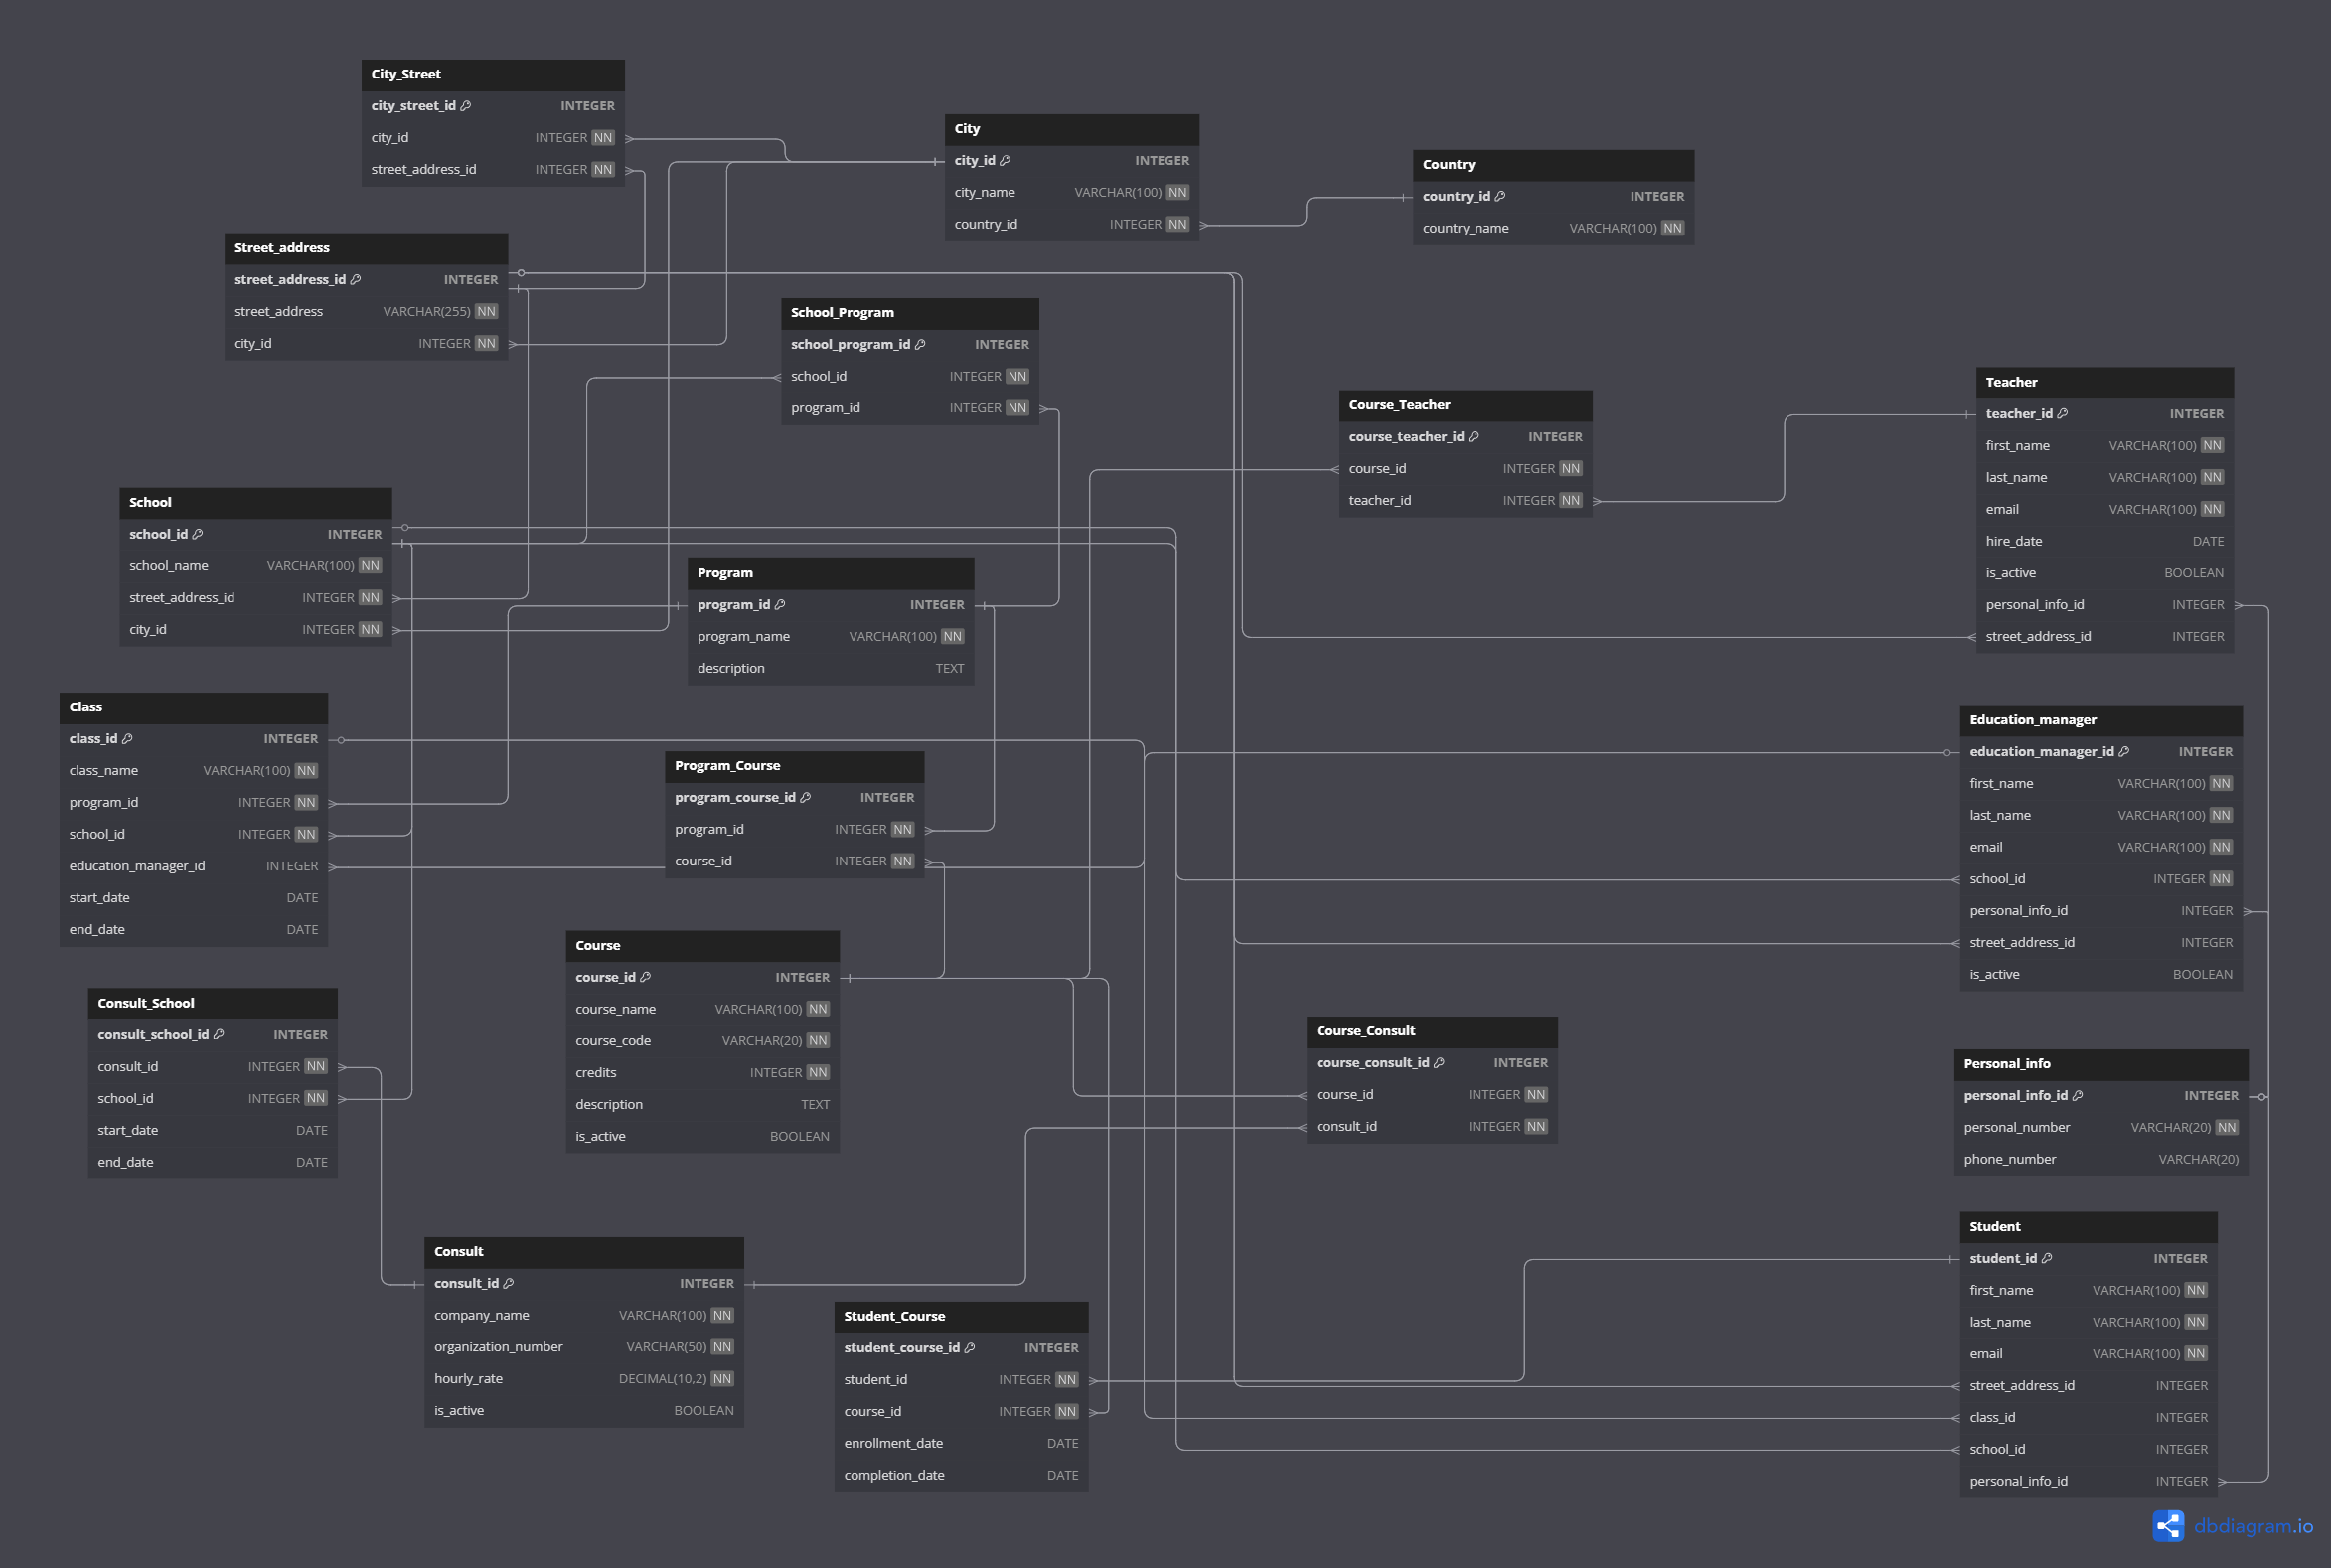 City_Street
city_street_id INTEGER
city_id INTEGER NN
street_address_id INTEGER NN
City
city_id INTEGER
city_name VARCHAR(100) NN
country_id INTEGER NN
Country
country_id INTEGER
country_name VARCHAR(100) NN
Street_address
street_address_id INTEGER
street_address VARCHAR(255) NN
city_id INTEGER NN
School_Program
school_program_id INTEGER
school_id INTEGER NN
program_id INTEGER NN
Course_Teacher
course_teacher_id INTEGER
course_id INTEGER NN
teacher_id INTEGER NN
Teacher
teacher_id INTEGER
first_name VARCHAR(100) NN
last_name VARCHAR(100) NN
email VARCHAR(100) NN
hire_date DATE
is_active BOOLEAN
personal_info_id INTEGER
street_address_id INTEGER
School
school_id INTEGER
school_name VARCHAR(100) NN
street_address_id INTEGER NN
city_id INTEGER NN
Program
program_id INTEGER
program_name VARCHAR(100) NN
description TEXT
Class
class_id INTEGER
class_name VARCHAR(100) NN
program_id INTEGER NN
school_id INTEGER NN
education_manager_id INTEGER
start_date DATE
end_date DATE
Program_Course
program_course_id INTEGER
program_id INTEGER NN
course_id INTEGER NN
Education_manager
education_manager_id INTEGER
first_name VARCHAR(100) NN
last_name VARCHAR(100) NN
email VARCHAR(100) NN
school_id INTEGER NN
personal_info_id INTEGER
street_address_id INTEGER
is_active BOOLEAN
Course
course_id INTEGER
course_name VARCHAR(100) NN
course_code VARCHAR(20) NN
credits INTEGER NN
description TEXT
is_active BOOLEAN
Consult_School
consult_school_id INTEGER
consult_id INTEGER NN
school_id INTEGER NN
start_date DATE
end_date DATE
Course_Consult
course_consult_id INTEGER
course_id INTEGER NN
consult_id INTEGER NN
Personal_info
personal_info_id INTEGER
personal_number VARCHAR(20) NN
phone_number VARCHAR(20)
Consult
consult_id INTEGER
company_name VARCHAR(100) NN
organization_number VARCHAR(50) NN
hourly_rate DECIMAL(10,2) NN
is_active BOOLEAN
Student_Course
student_course_id INTEGER
student_id INTEGER NN
course_id INTEGER NN
enrollment_date DATE
completion_date DATE
Student
student_id INTEGER
first_name VARCHAR(100) NN
last_name VARCHAR(100) NN
email VARCHAR(100) NN
street_address_id INTEGER
class_id INTEGER
school_id INTEGER
personal_info_id INTEGER
dbdiagram.io